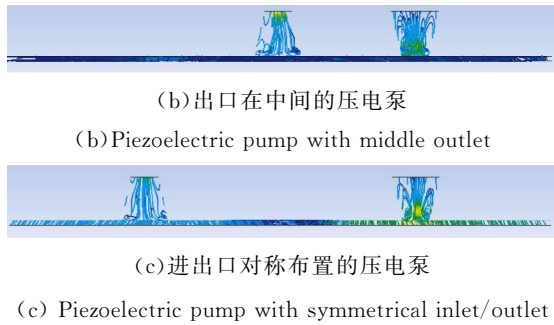 (b)出口在中间的压电泵
(b)Piezoelectric pump with middle outlet
(c)进出口对称布置的压电泵
(c) Piezoelectric pump with symmetrical inlet/outlet